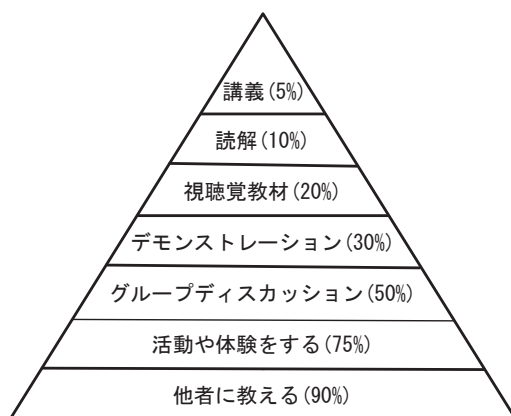 講義(5%)
読解(10%)
視聴覚教材(20%)
デモンストレーション(30%)
グループディスカッション(50%)
活動や体験をする(75%)
他者に教える(90%)